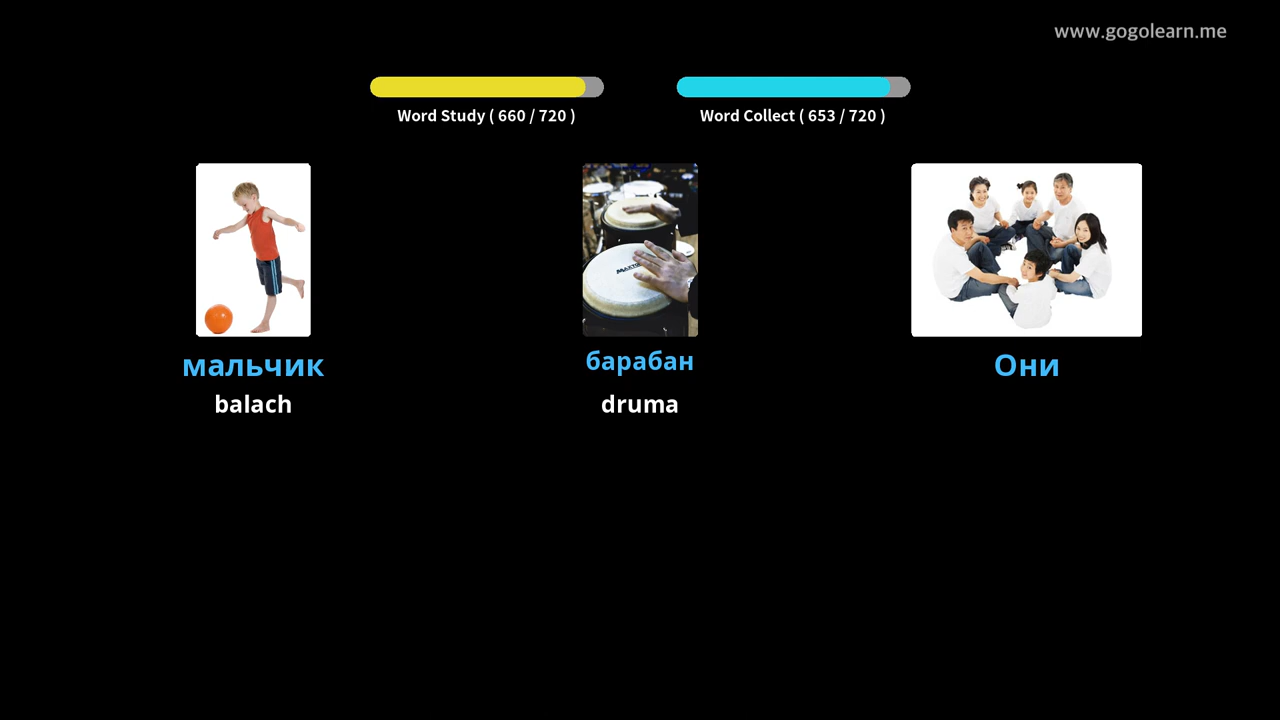 www.gogolearn.me
Word Study ( 660 / 720 )
Word Collect ( 653 / 720 )
мальчик
барабан
Они
balach
druma